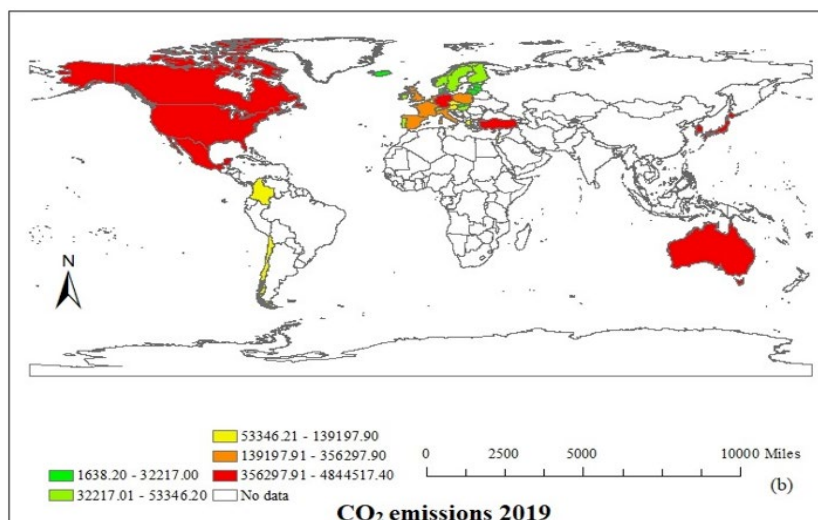 N
53346.21 - 139197.90
139197.91 - 356297.90
1638.20 - 32217.00
356297.91 - 4844517.40
32217.01 - 53346.20
No data
0 2500 5000 10000 Miles
(b)
CO₂ emissions 2019